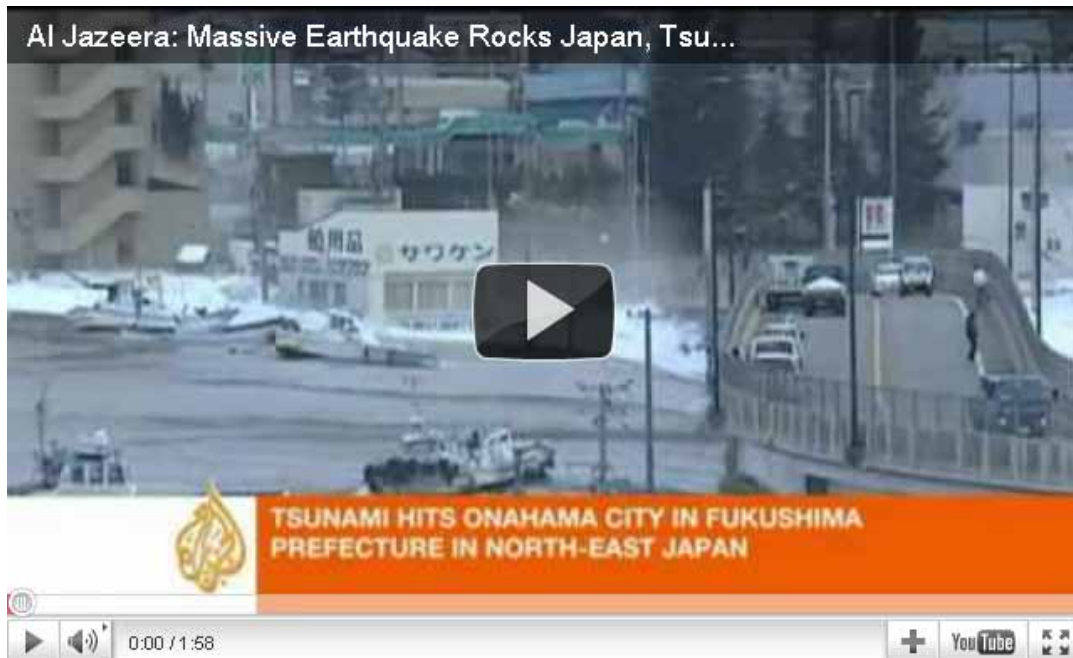 Al Jazeera: Massive Earthquake Rocks Japan, Tsu...
船用品
サワケン
TSUNAMI HITS ONAHAMA CITY IN FUKUSHIMA
PREFECTURE IN NORTH-EAST JAPAN
0:00 / 1:58
YouTube